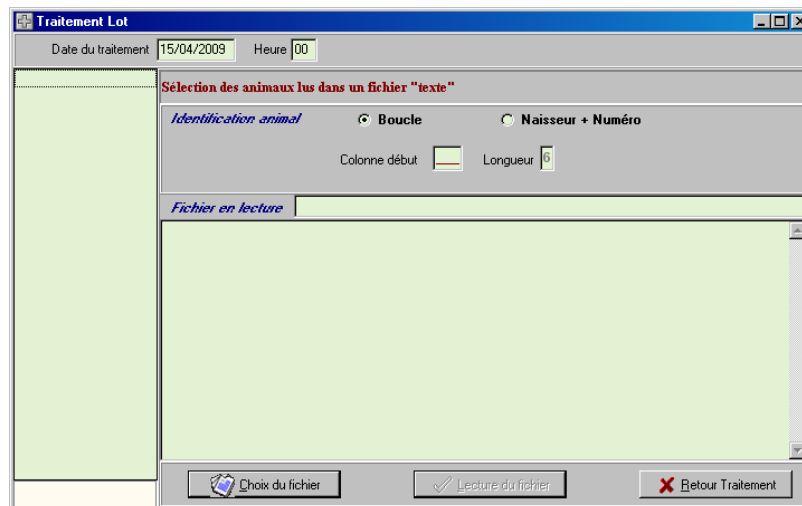 Traitement Lot
Date du traitement 15/04/2009 Heure 00
Sélection des animaux lus dans un fichier "texte"
Identification animal Boucle Naisseur + Numéro
Colonne début ___ Longueur 6
Fichier en lecture
Choix du fichier Lecture du fichier Retour Traitement